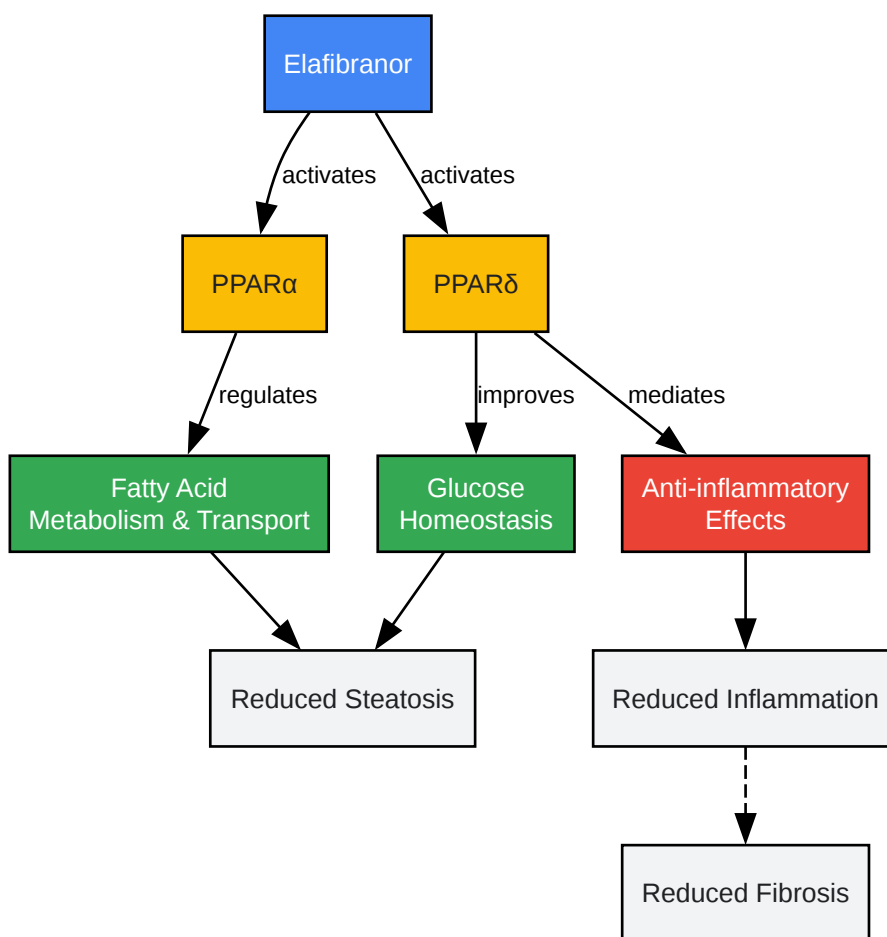 Elafibranor
activates
activates
PPARα
PPARδ
regulates
improves
mediates
Fatty Acid
Metabolism & Transport
Glucose
Homeostasis
Anti-inflammatory
Effects
Reduced Steatosis
Reduced Inflammation
Reduced Fibrosis